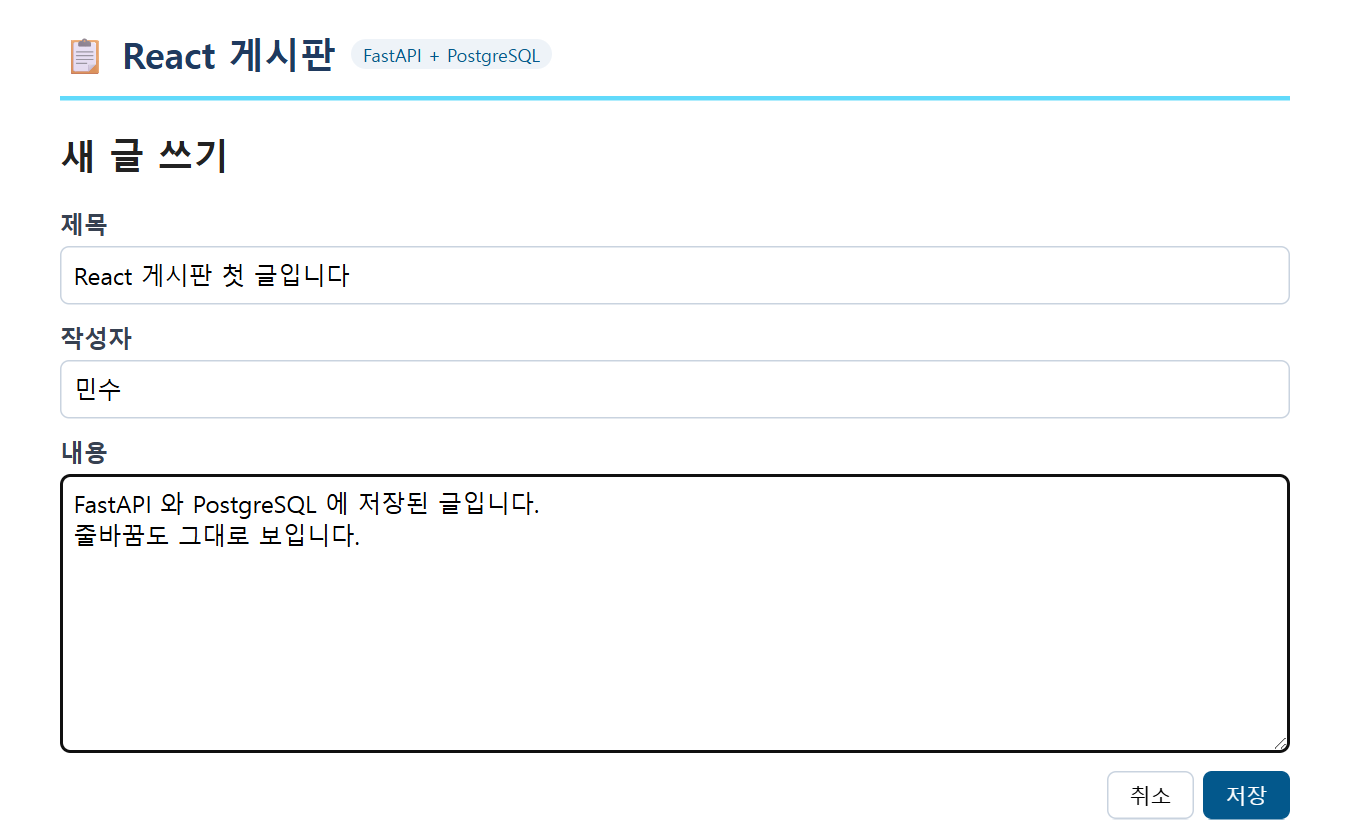 React 게시판 FastAPI + PostgreSQL
새 글 쓰기
제목
React 게시판 첫 글입니다
작성자
민수
내용
FastAPI 와 PostgreSQL 에 저장된 글입니다.
줄바꿈도 그대로 보입니다.
취소 저장